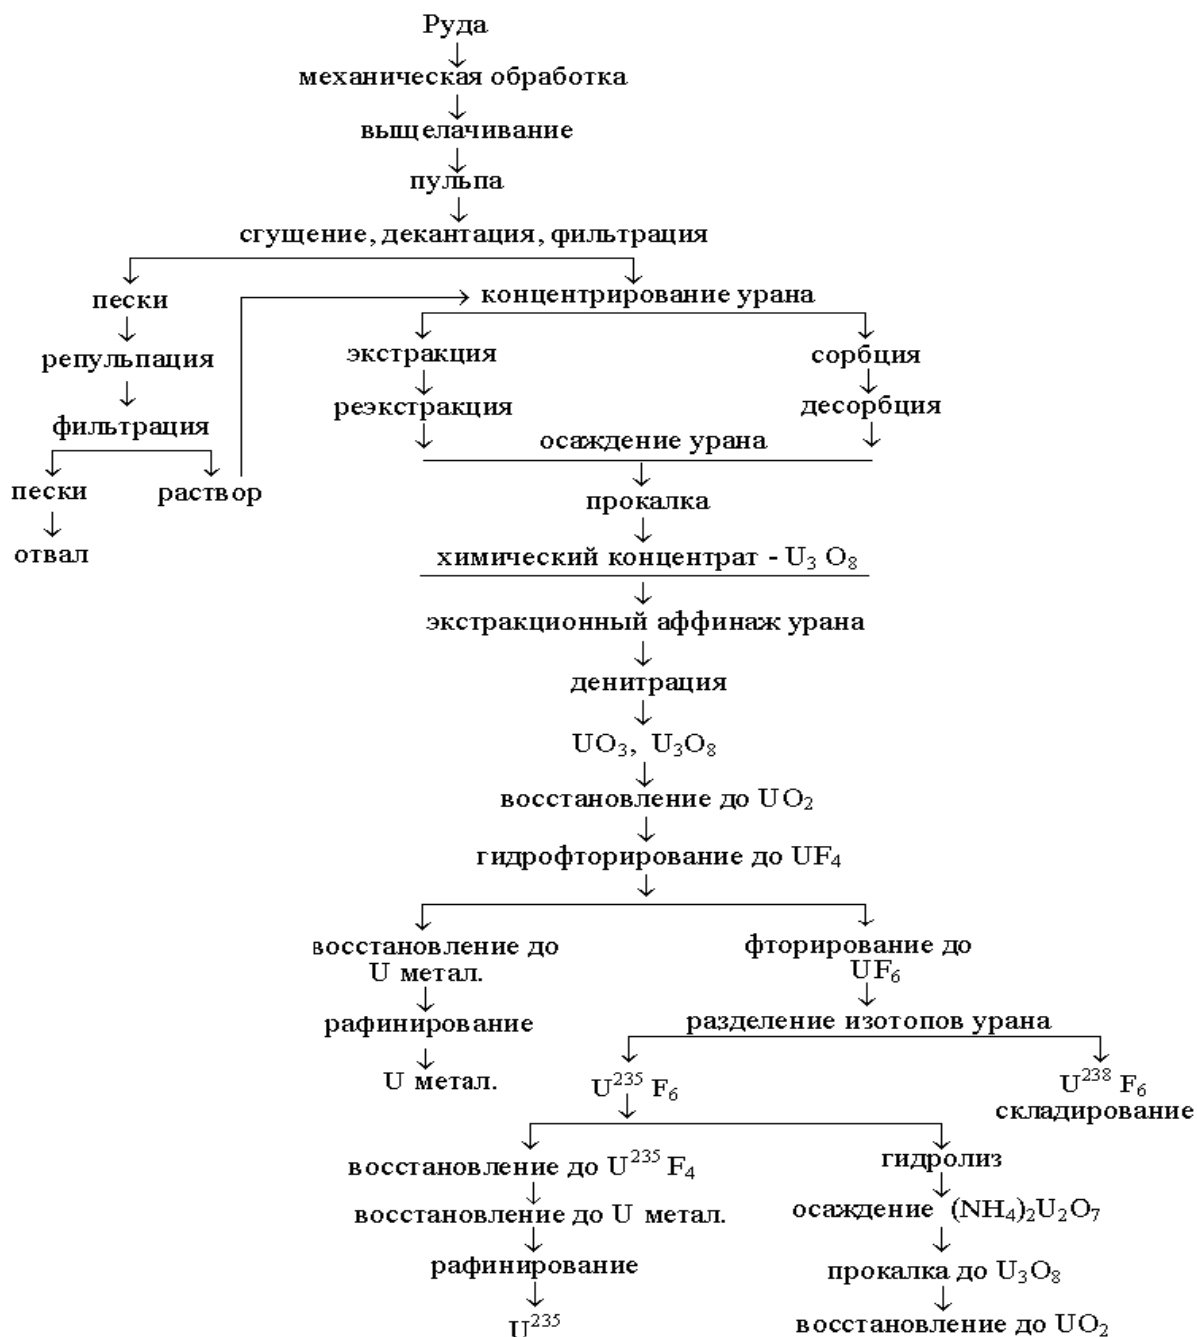 Руда
механическая обработка
выщелачивание
пульпа
сгущение, декантация, фильтрация
пески
концентрирование урана
репульпация
экстракция
сорбция
фильтрация
реэкстракция
десорбция
осаждение урана
пески
раствор
прокалка
отвал
химический концентрат - U₃ O₈
экстракционный аффинаж урана
денитрация
UO₃, U₃O₈
восстановление до UO₂
гидрофторирование до UF₄
восстановление до
U метал.
фторирование до
UF₆
рафинирование
разделение изотопов урана
U метал.
U²³⁵ F₆
U²³⁸ F₆
складирование
восстановление до U²³⁵ F₄
гидролиз
восстановление до U метал.
осаждение (NH₄)₂U₂O₇
рафинирование
прокалка до U₃O₈
U²³⁵
восстановление до UO₂